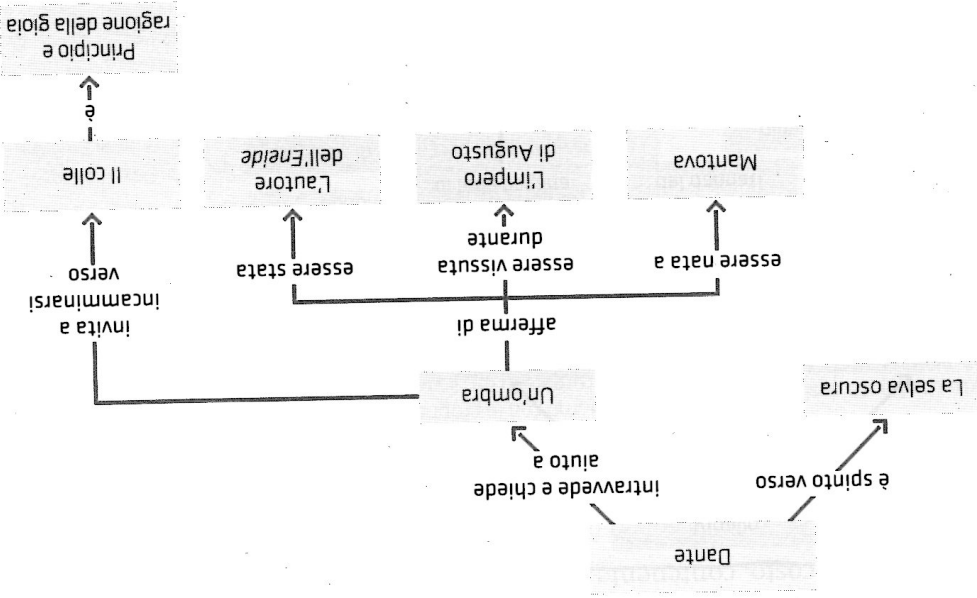 Dante
è spinto verso
intravvede e chiede
aiuto a
La selva oscura
Un'ombra
afferma di
invita a
incamminarsi
verso
essere nata a
essere vissuta
durante
essere stata
Mantova
L'impero
di Augusto
L'autore
dell'Eneide
Il colle
è
Principio e
ragione della gioia